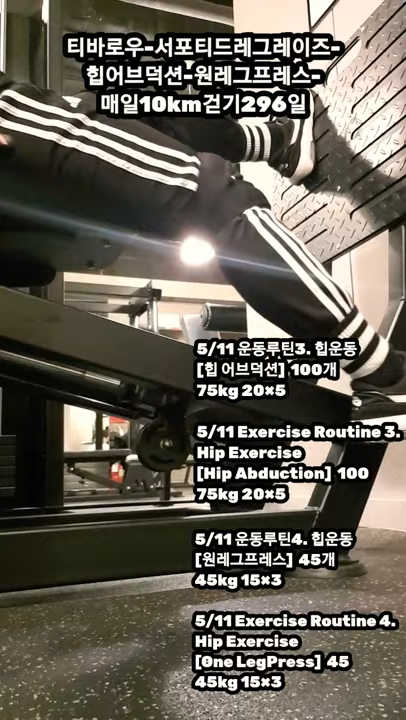 티바로우-서포티드레그레이즈-
힙어브덕션-원레그프레스-
매일10km걷기296일
5/11 운동루틴3. 힙운동
[힙 어브덕션] 100개
75kg 20×5
5/11 Exercise Routine 3.
Hip Exercise
[Hip Abduction] 100
75kg 20×5
5/11 운동루틴4. 힙운동
[원레그프레스] 45개
45kg 15×3
5/11 Exercise Routine 4.
Hip Exercise
[One LegPress] 45
45kg 15×3